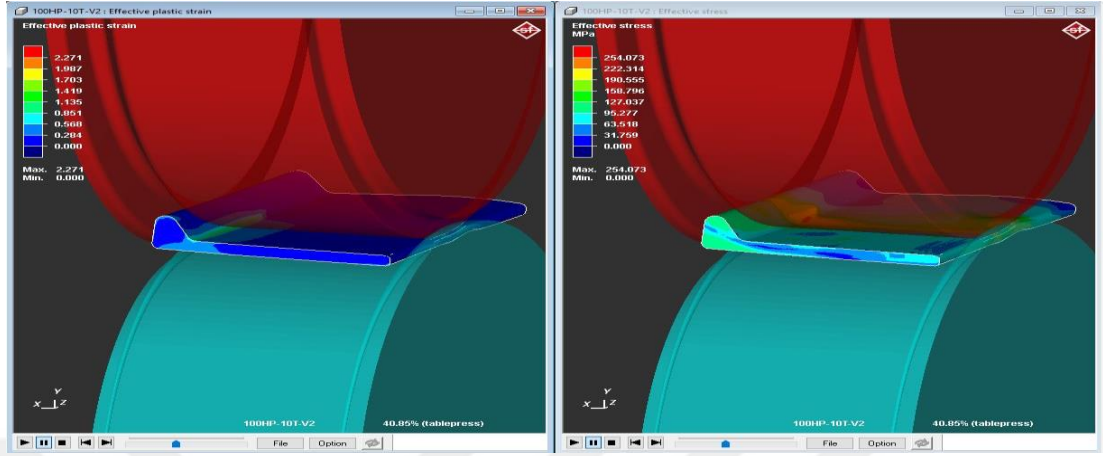 100HP-10T-V2 : Effective plastic strain
Effective plastic strain
sf
2.271
1.987
1.703
1.419
1.135
0.851
0.568
0.284
0.000
Max. 2.271
Min. 0.000
Y
X Z
100HP-10T-V2 40.85% (tablepress)
File Option
100HP-10T-V2 : Effective stress
Effective stress
MPa
sf
254.073
222.314
190.555
158.796
127.037
95.277
63.518
31.759
0.000
Max. 254.073
Min. 0.000
Y
X Z
100HP-10T-V2 40.85% (tablepress)
File Option